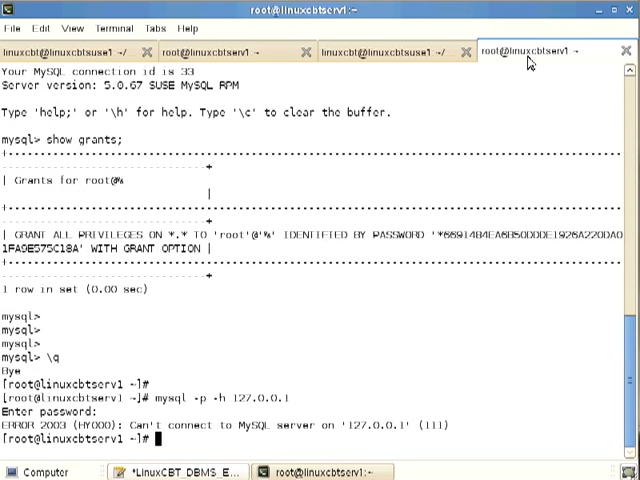 root@linuxcbtserv1:~
File Edit View Terminal Tabs Help
linuxcbt@linuxcbtsuse1 ~/ root@linuxcbtserv1 ~ linuxcbt@linuxcbtsuse1:~/ root@linuxcbtserv1 ~
Your MySQL connection id is 33
Server version: 5.0.67 SUSE MySQL RPM
Type 'help;' or '\h' for help. Type '\c' to clear the buffer.
mysql> show grants;
| Grants for root@%
|
| GRANT ALL PRIVILEGES ON *.* TO 'root'@'%' IDENTIFIED BY PASSWORD
1FA9E575C18A' WITH GRANT OPTION |
1 row in set (0.00 sec)
mysql>
mysql>
mysql>
mysql> \q
Bye
[root@linuxcbtserv1 ~]#
[root@linuxcbtserv1 ~]# mysql -p -h 127.0.0.1
Enter password:
ERROR 2003 (HY000): Can't connect to MySQL server on '127.0.0.1' (111)
[root@linuxcbtserv1 ~]#
Computer *LinuxCBT_DBMS_E... root@linuxcbtserv1:~